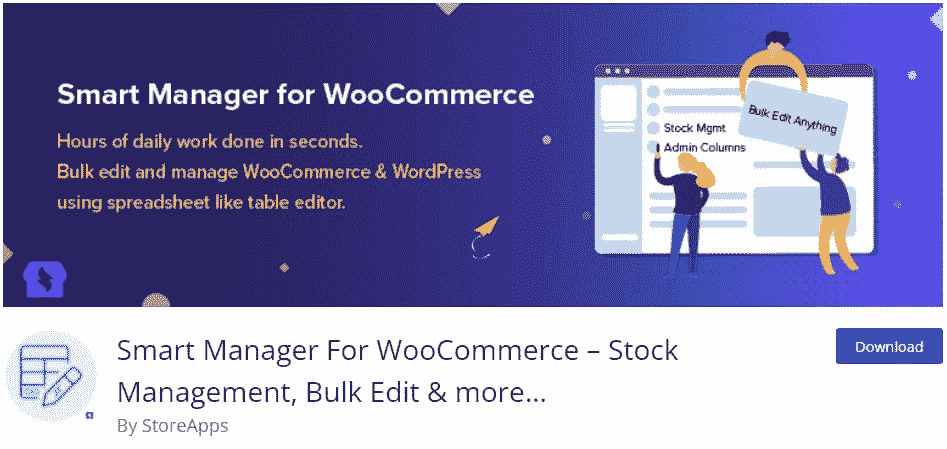 Smart Manager for WooCommerce
Hours of daily work done in seconds.
Bulk edit and manage WooCommerce & WordPress
using spreadsheet like table editor.
Bulk Edit Anything
Stock Mgmt
Admin Columns
Smart Manager For WooCommerce – Stock
Management, Bulk Edit & more…
By StoreApps
Download